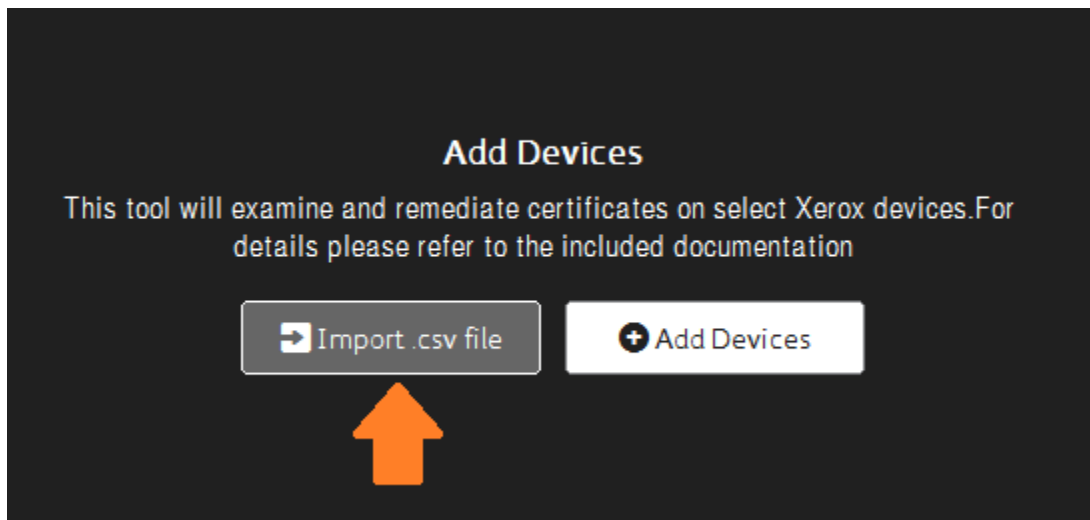 Add Devices
This tool will examine and remediate certificates on select Xerox devices.For
details please refer to the included documentation
Import .csv file
Add Devices